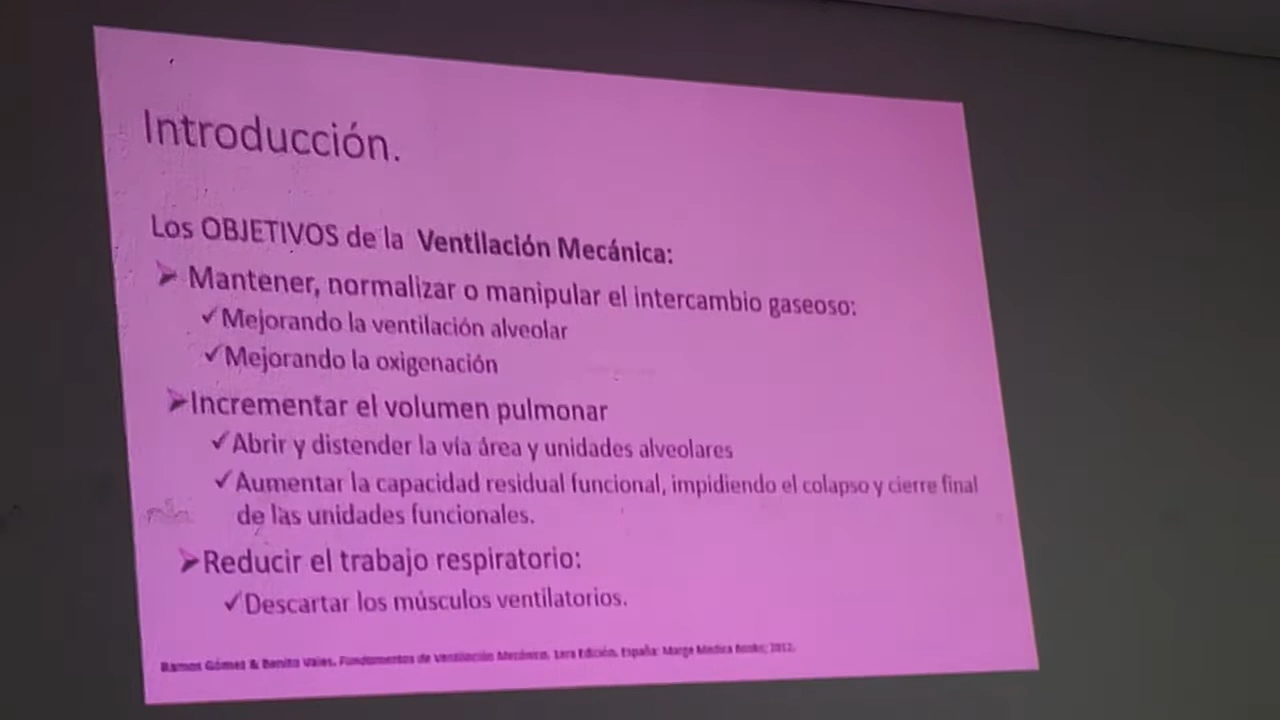 Introducción.
Los OBJETIVOS de la Ventilación Mecánica:
Mantener, normalizar o manipular el intercambio gaseoso:
Mejorando la ventilación alveolar
Mejorando la oxigenación
Incrementar el volumen pulmonar
Abrir y distender la vía área y unidades alveolares
Aumentar la capacidad residual funcional, impidiendo el colapso y cierre final
de las unidades funcionales.
Reducir el trabajo respiratorio:
Descartar los músculos ventilatorios.
Ramos Gómez & Benito Vales. Fundamentos de Ventilación Mecánica. 1era Edición. España: Marge Medica Books; 2012.